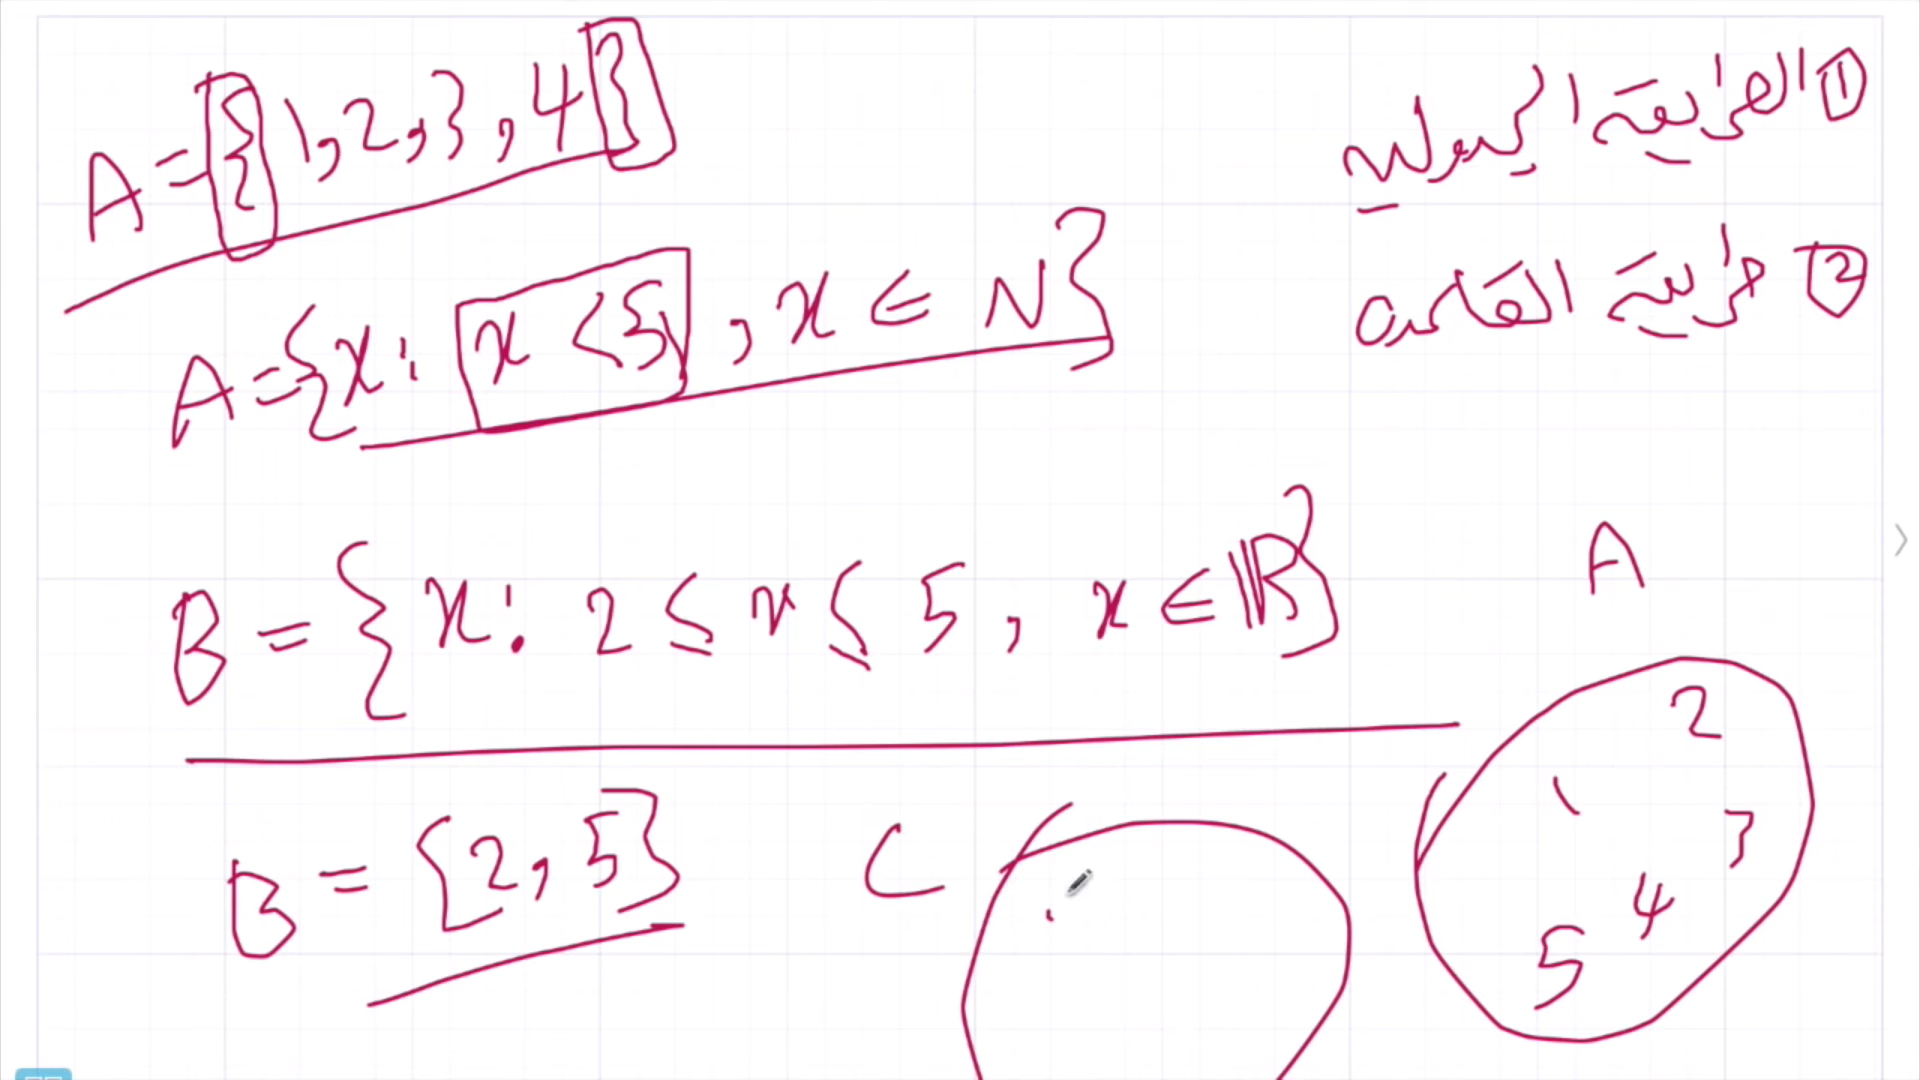 A = { 1, 2, 3, 4 }
① الطريقة الجدولية
A = { x : x < 5 , x ∈ N }
② طريقة القاعدة
B = { x : 2 ≤ x ≤ 5 , x ∈ ℝ }
B = { 2, 5 }
C
A
2
1
3
4
5